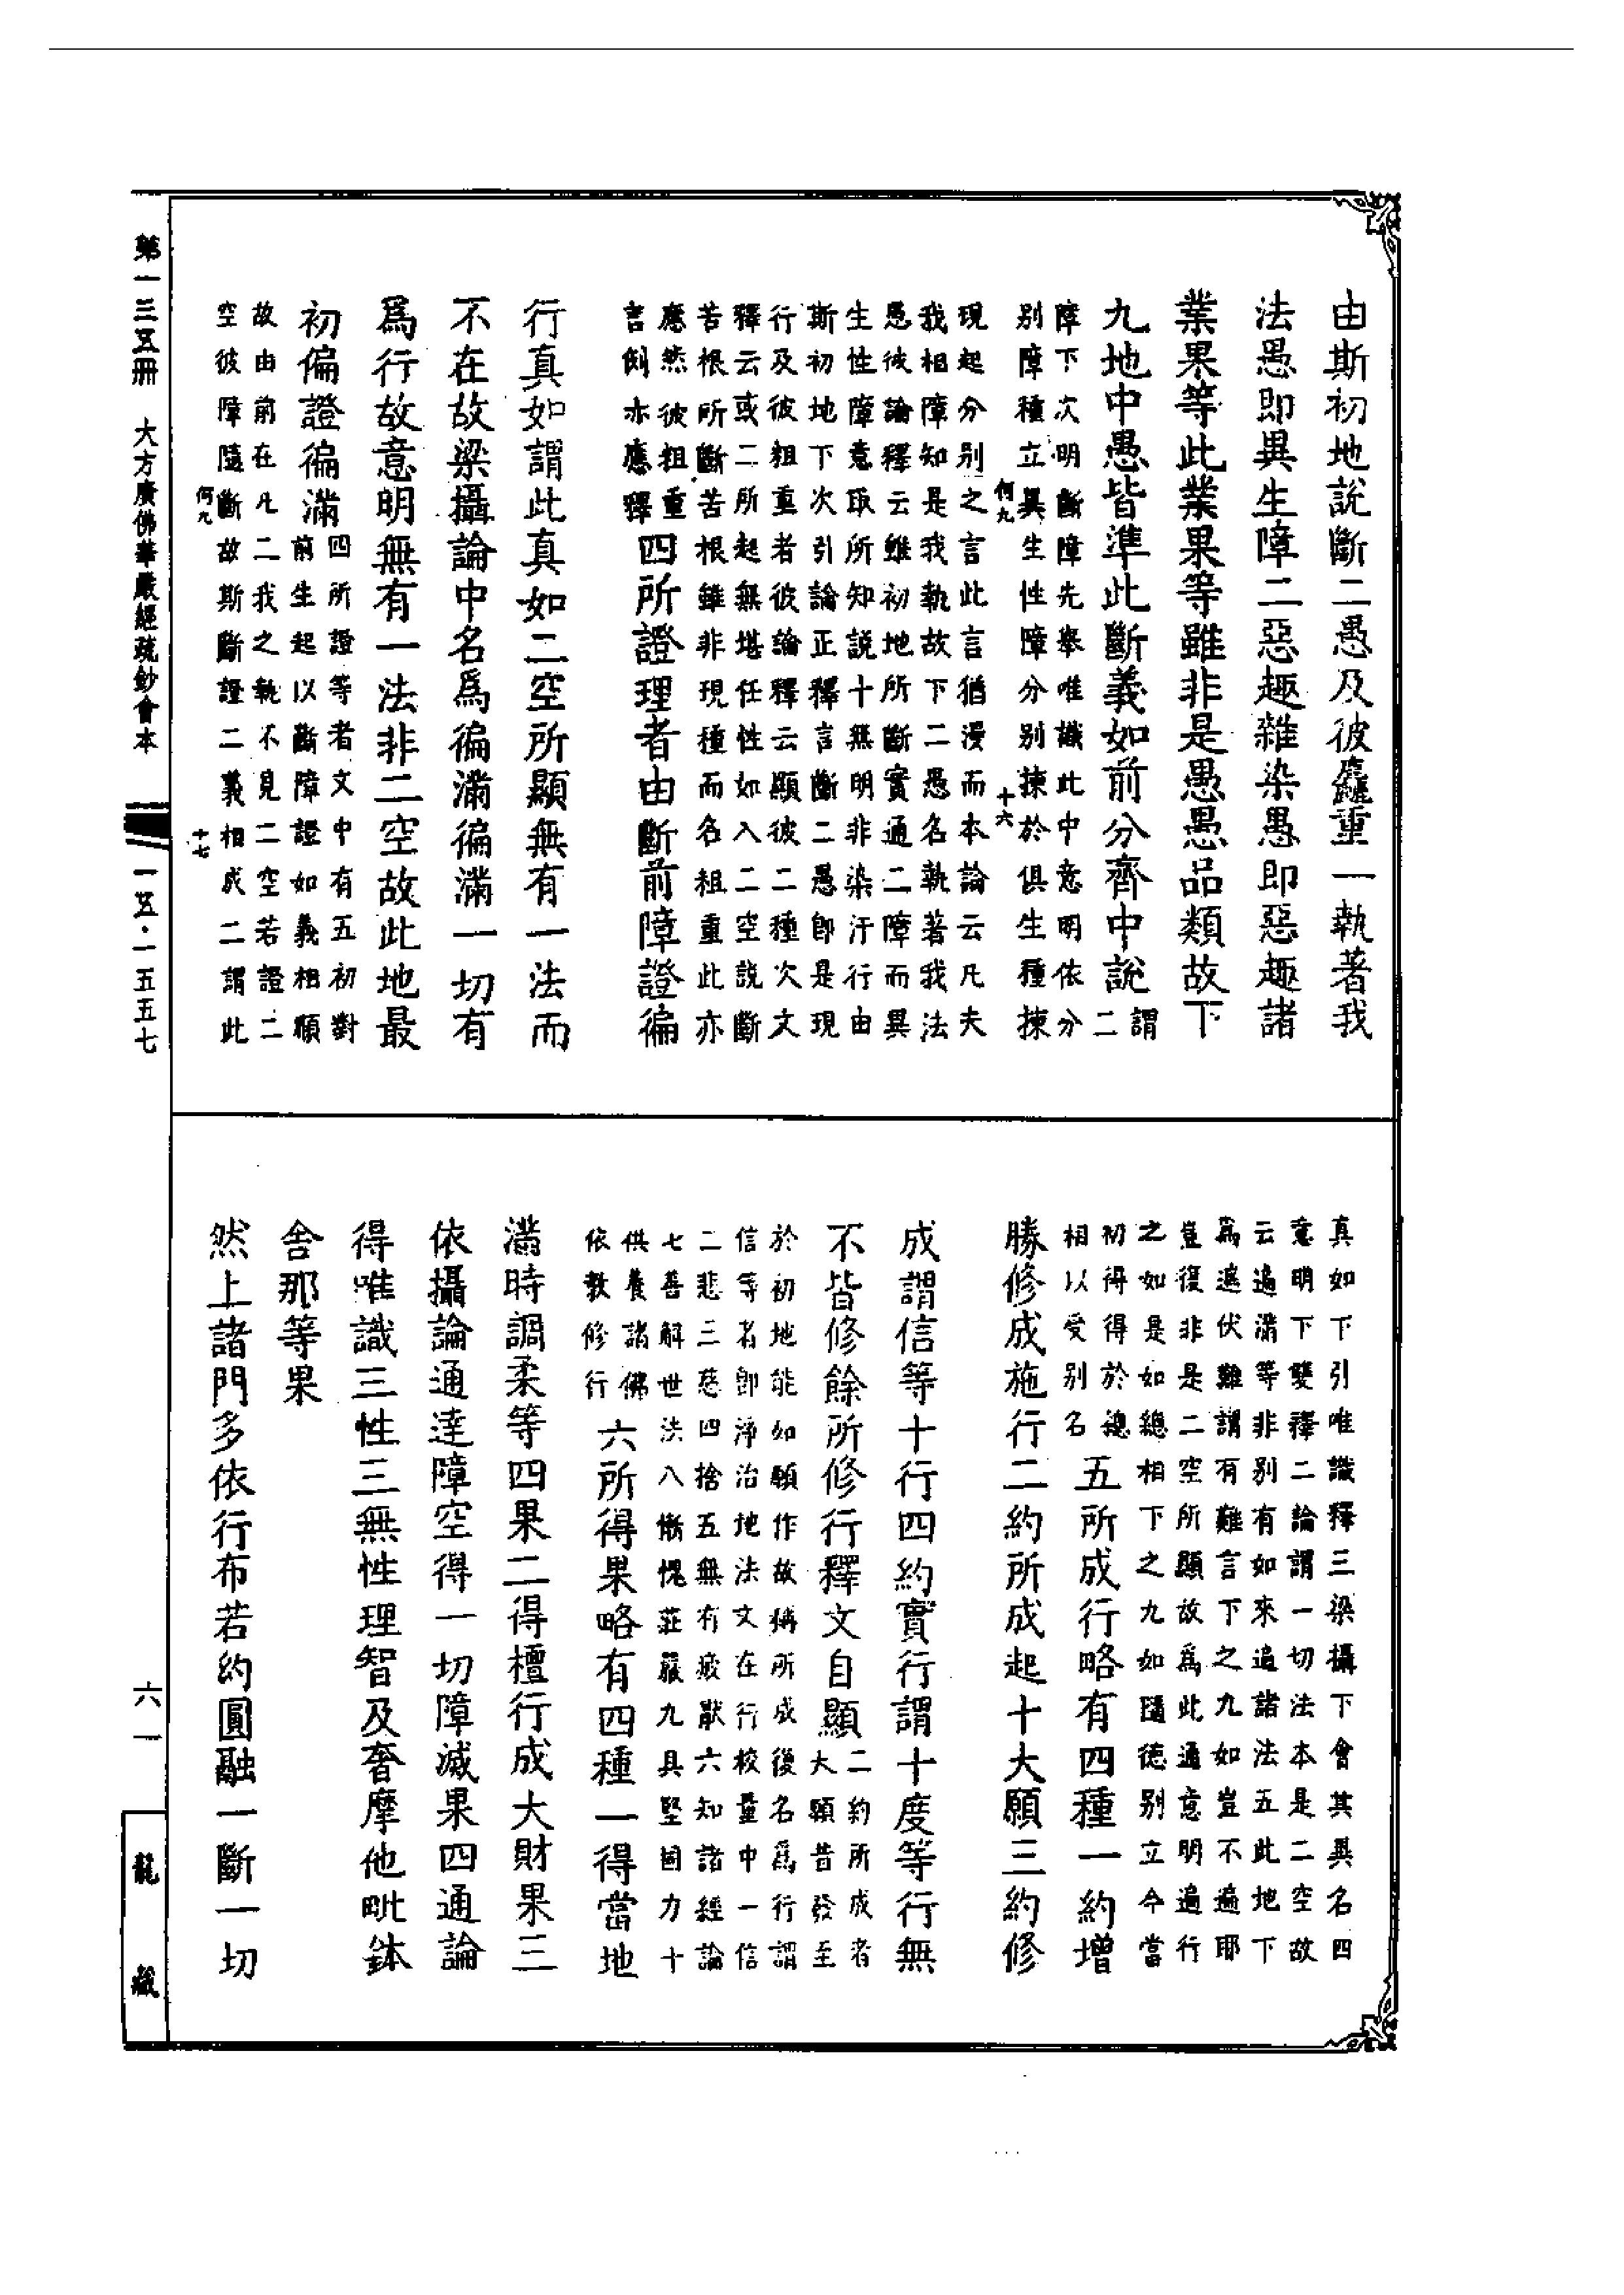 由斯初地說斷二愚及彼麤重一執著我
法愚即異生障二惡趣雜染愚即惡趣諸
業果等此業果等雖非是愚愚品類故下
九地中愚皆準此斷義如前分齊中說
謂二
障下次明斷障先舉唯識此中意明依分
別障種立異生性障分別揀於俱生種揀
何九
十六
現起分別之言此言猶漫而本論云凡夫
我相障知是我執故下二愚名執著我法
愚彼論釋云雖初地所斷實通二障而異
生性障意取所知說十無明非染汙行由
斯初地下次引論正釋言斷二愚即是現
行及彼粗重者彼論釋云顯彼二種次文
釋云或二所起無堪任性如入二空說斷
苦根所斷苦根雖非現種而名粗重此亦
應然彼粗重
言例亦應釋
四所證理者由斷前障證徧
行真如謂此真如二空所顯無有一法而
不在故梁攝論中名為徧滿徧滿一切有
為行故意明無有一法非二空故此地最
初徧證徧滿
四所證等者文中有五初對
前生起以斷障證如義相順
故由前在凡二我之執不見二空若證二
空彼障隨斷故斯斷證二義相成二謂此
何九
十七
真如下引唯識釋三梁攝下會其異名四
意明下雙釋二論謂一切法本是二空故
云遍滿等非別有如來遍諸法五此地下
為遮伏難謂有難言下之九如豈不遍耶
豈復非是二空所顯故為此通意明遍行
之如是如總相下之九如隨德別立今當
初得得於總
相以受別名
五所成行略有四種一約增
勝修成施行二約所成起十大願三約修
成謂信等十行四約實行謂十度等行無
不皆修餘所修行釋文自顯
二約所成者
大願昔發至
於初地能如願作故稱所成後名為行謂
信等者即淨治地法文在行校量中一信
二悲三慈四捨五無有疲厭六知諸經論
七善解世法八慚愧莊嚴九具堅固力十
供養諸佛
依教修行
六所得果略有四種一得當地
滿時調柔等四果二得檀行成大財果三
依攝論通達障空得一切障滅果四通論
得唯識三性三無性理智及奢摩他毗鉢
舍那等果
然上諸門多依行布若約圓融一斷一切
第一三五冊　大方廣佛華嚴經疏鈔會本　一五·一五五七
六一
龍藏